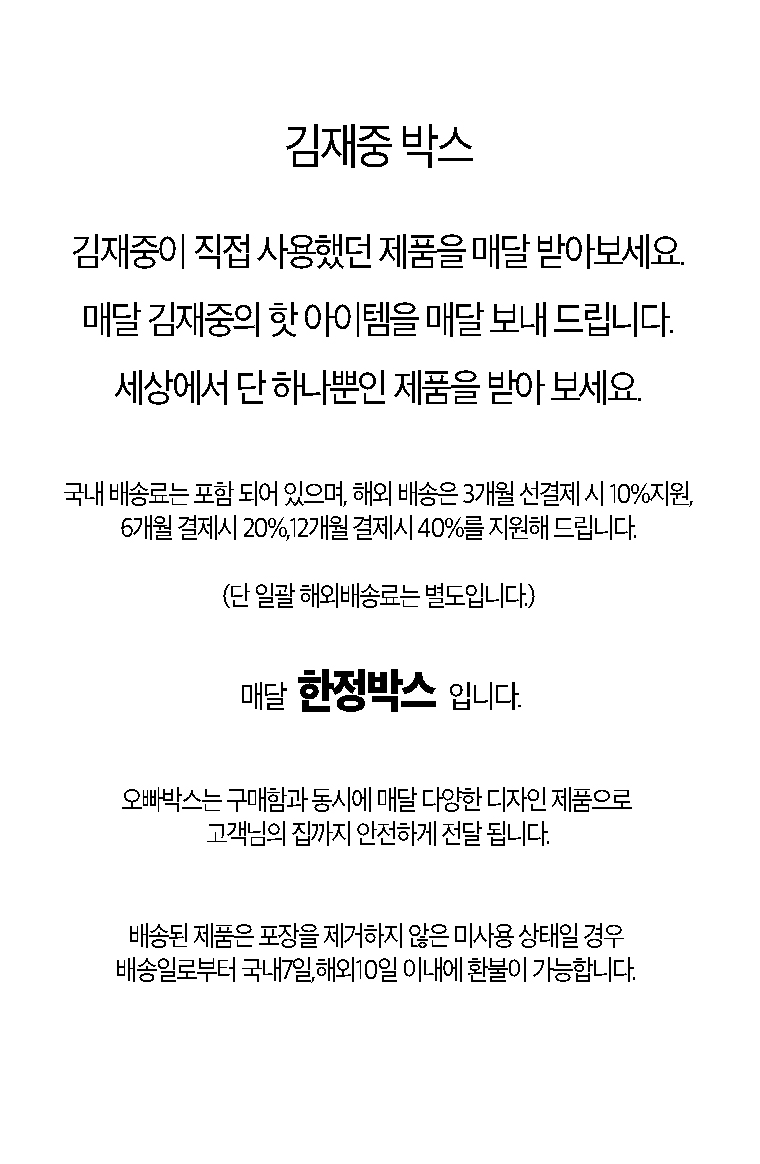 김재중 박스
김재중이 직접 사용했던 제품을 매달 받아보세요.
매달 김재중의 핫 아이템을 매달 보내 드립니다.
세상에서 단 하나뿐인 제품을 받아 보세요.
국내 배송료는 포함 되어 있으며, 해외 배송은 3개월 선결제 시 10%지원,
6개월 결제시 20%,12개월 결제시 40%를 지원해 드립니다.
(단 일괄 해외배송료는 별도입니다.)
매달 한정박스 입니다.
오빠박스는 구매함과 동시에 매달 다양한 디자인 제품으로
고객님의 집까지 안전하게 전달 됩니다.
배송된 제품은 포장을 제거하지 않은 미사용 상태일 경우
배송일로부터 국내7일,해외10일 이내에 환불이 가능합니다.